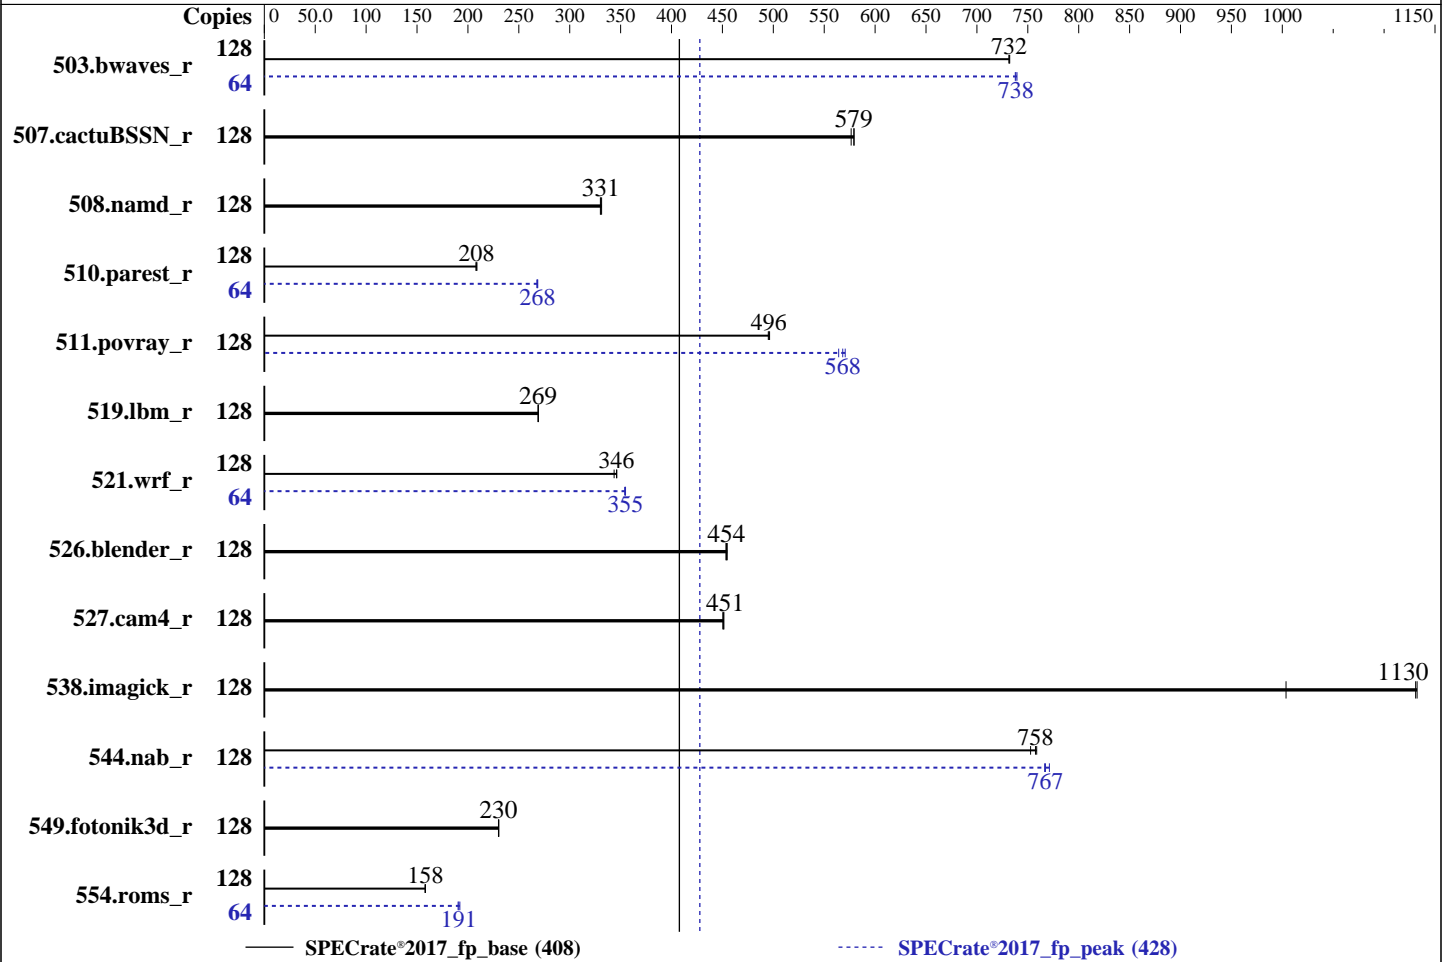 Copies 0 50.0 100 150 200 250 300 350 400 450 500 550 600 650 700 750 800 850 900 950 1000 1150
503.bwaves_r 128 732
64 738
507.cactuBSSN_r 128 579
508.namd_r 128 331
510.parest_r 128 208
64 268
511.povray_r 128 496
568
519.lbm_r 128 269
521.wrf_r 128 346
64 355
526.blender_r 128 454
527.cam4_r 128 451
538.imagick_r 128 1130
544.nab_r 128 758
767
549.fotonik3d_r 128 230
554.roms_r 128 158
64 191
SPECrate®2017_fp_base (408) SPECrate®2017_fp_peak (428)